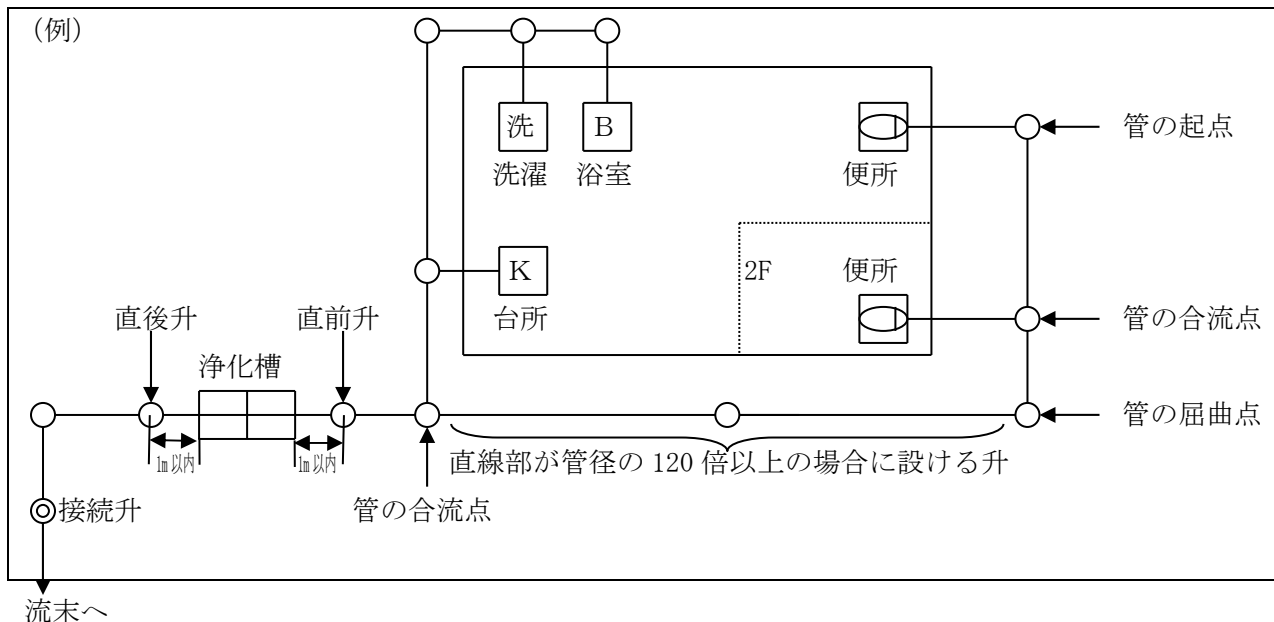 (例)
洗
B
管の起点
洗濯
浴室
便所
K
2F
便所
台所
直後升
直前升
管の合流点
浄化槽
管の屈曲点
1m以内
1m以内
直線部が管径の 120 倍以上の場合に設ける升
接続升
管の合流点
流末へ